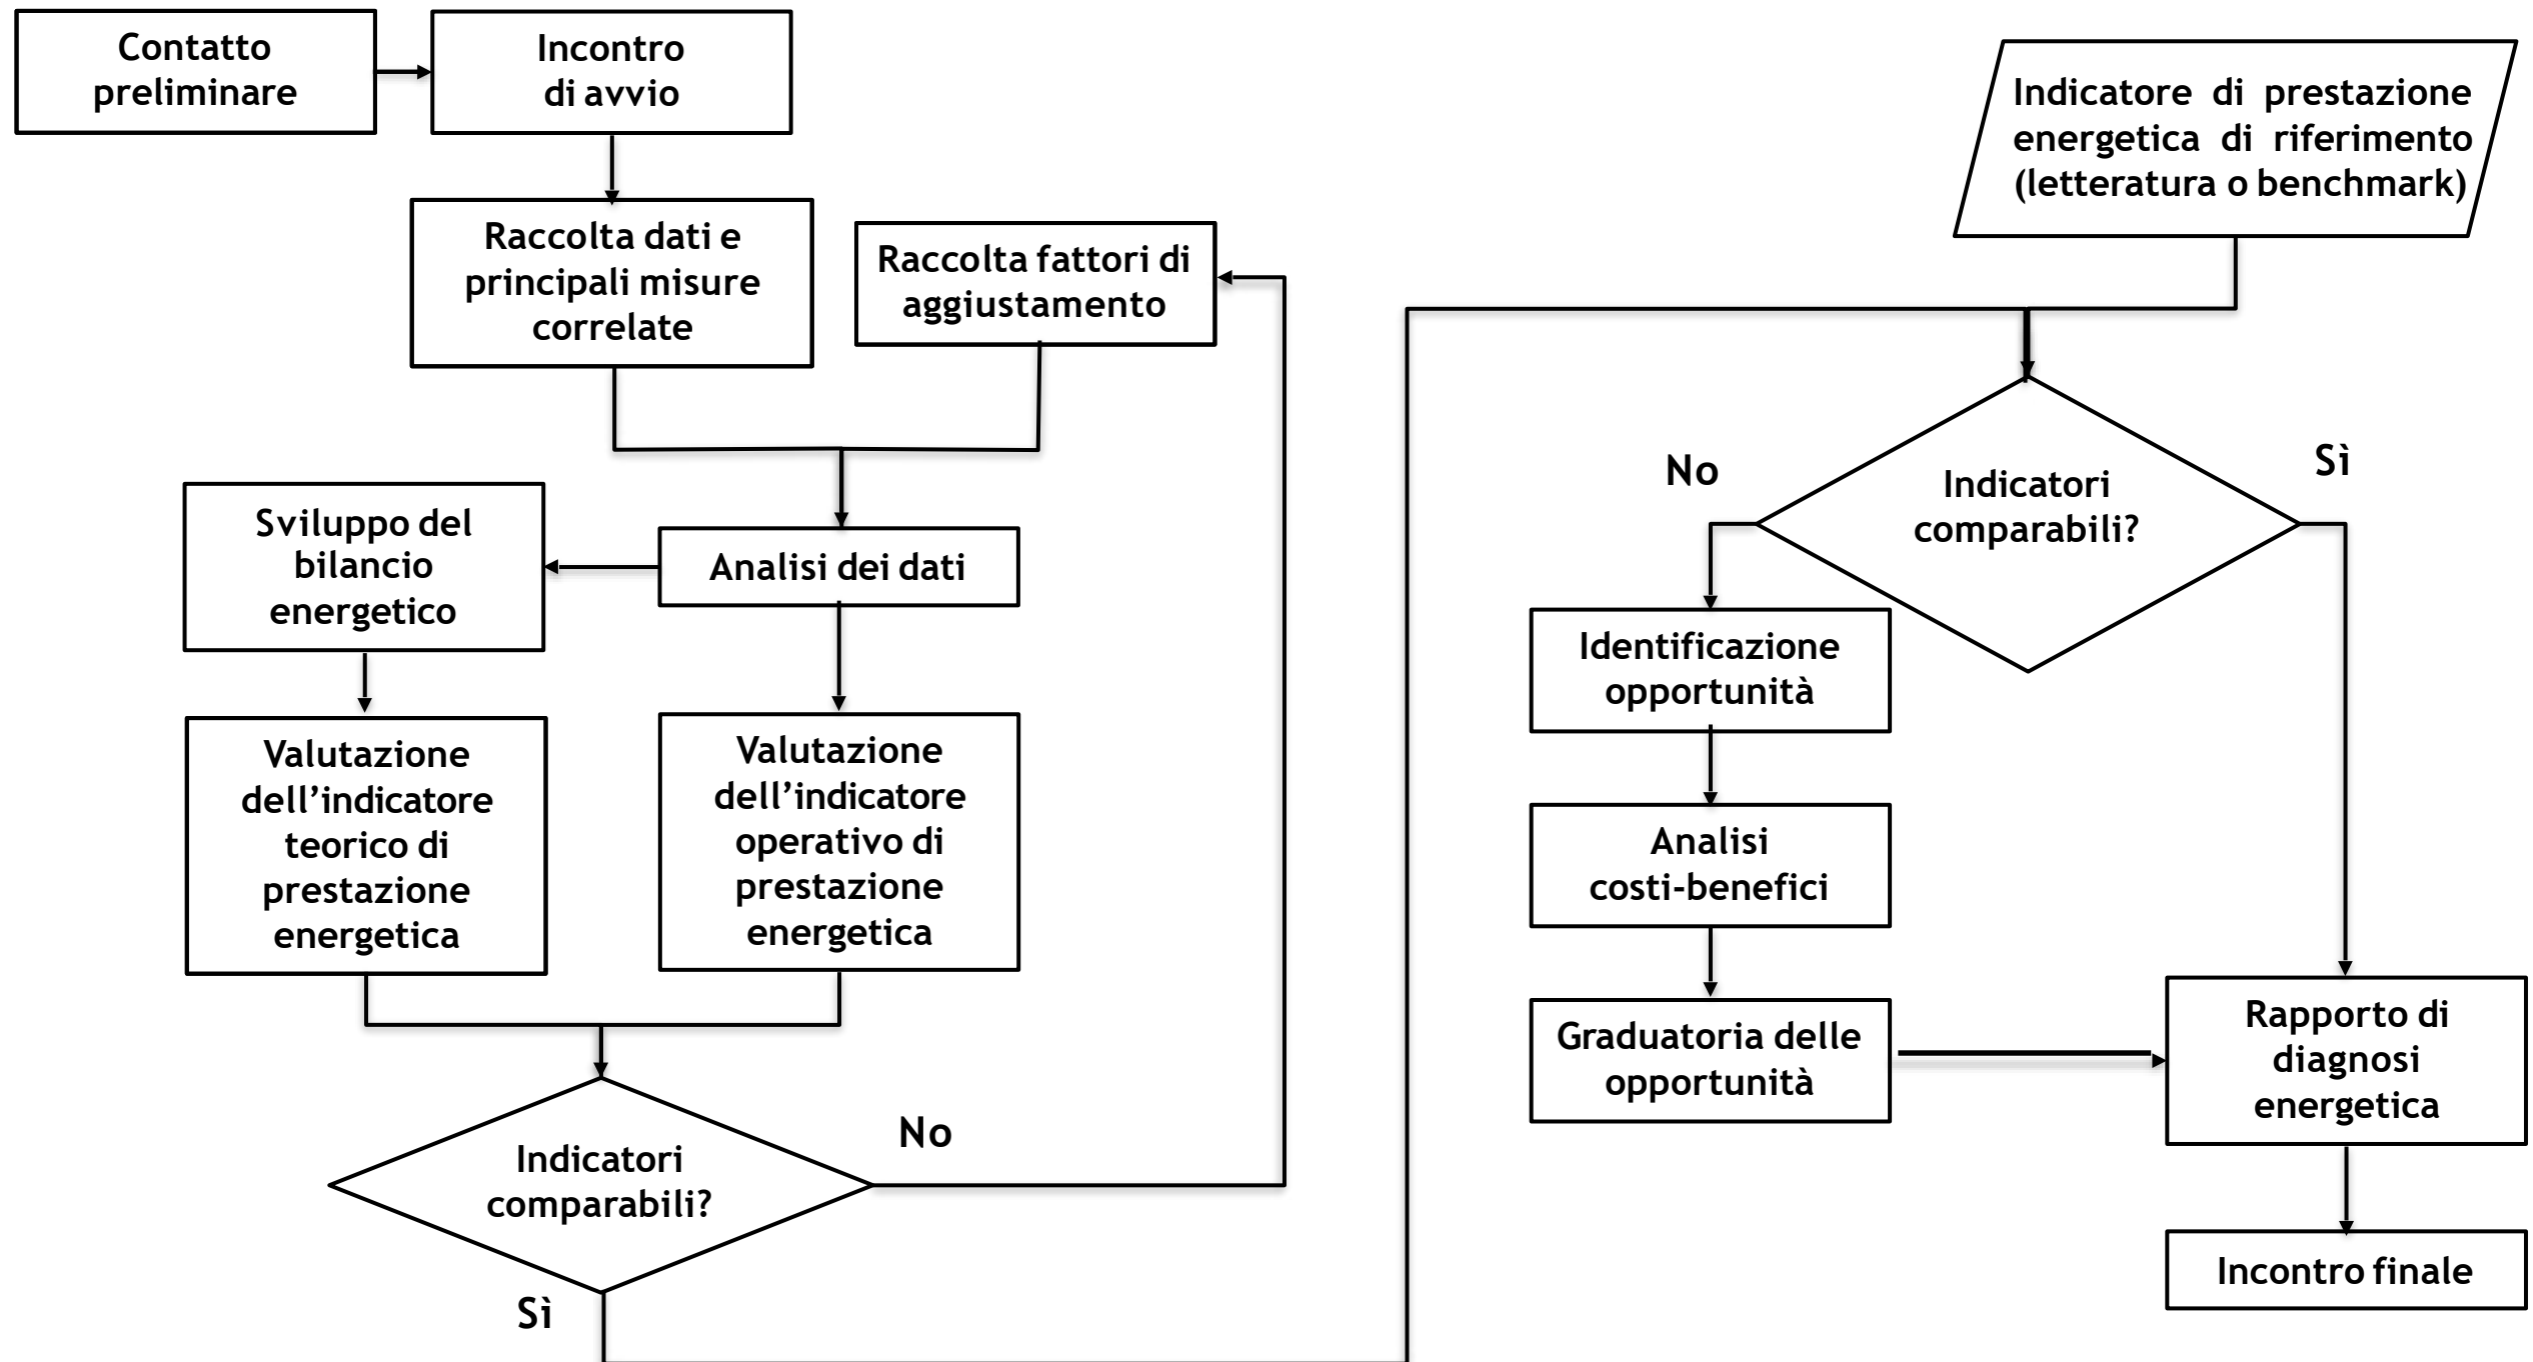 Contatto
preliminare
Incontro
di avvio
Raccolta dati e
principali misure
correlate
Raccolta fattori di
aggiustamento
Sviluppo del
bilancio
energetico
Analisi dei dati
Valutazione
dell’indicatore
teorico di
prestazione
energetica
Valutazione
dell’indicatore
operativo di
prestazione
energetica
Indicatori
comparabili?
No
Sì
Indicatore di prestazione
energetica di riferimento
(letteratura o benchmark)
Indicatori
comparabili?
No
Sì
Identificazione
opportunità
Analisi
costi-benefici
Graduatoria delle
opportunità
Rapporto di
diagnosi
energetica
Incontro finale